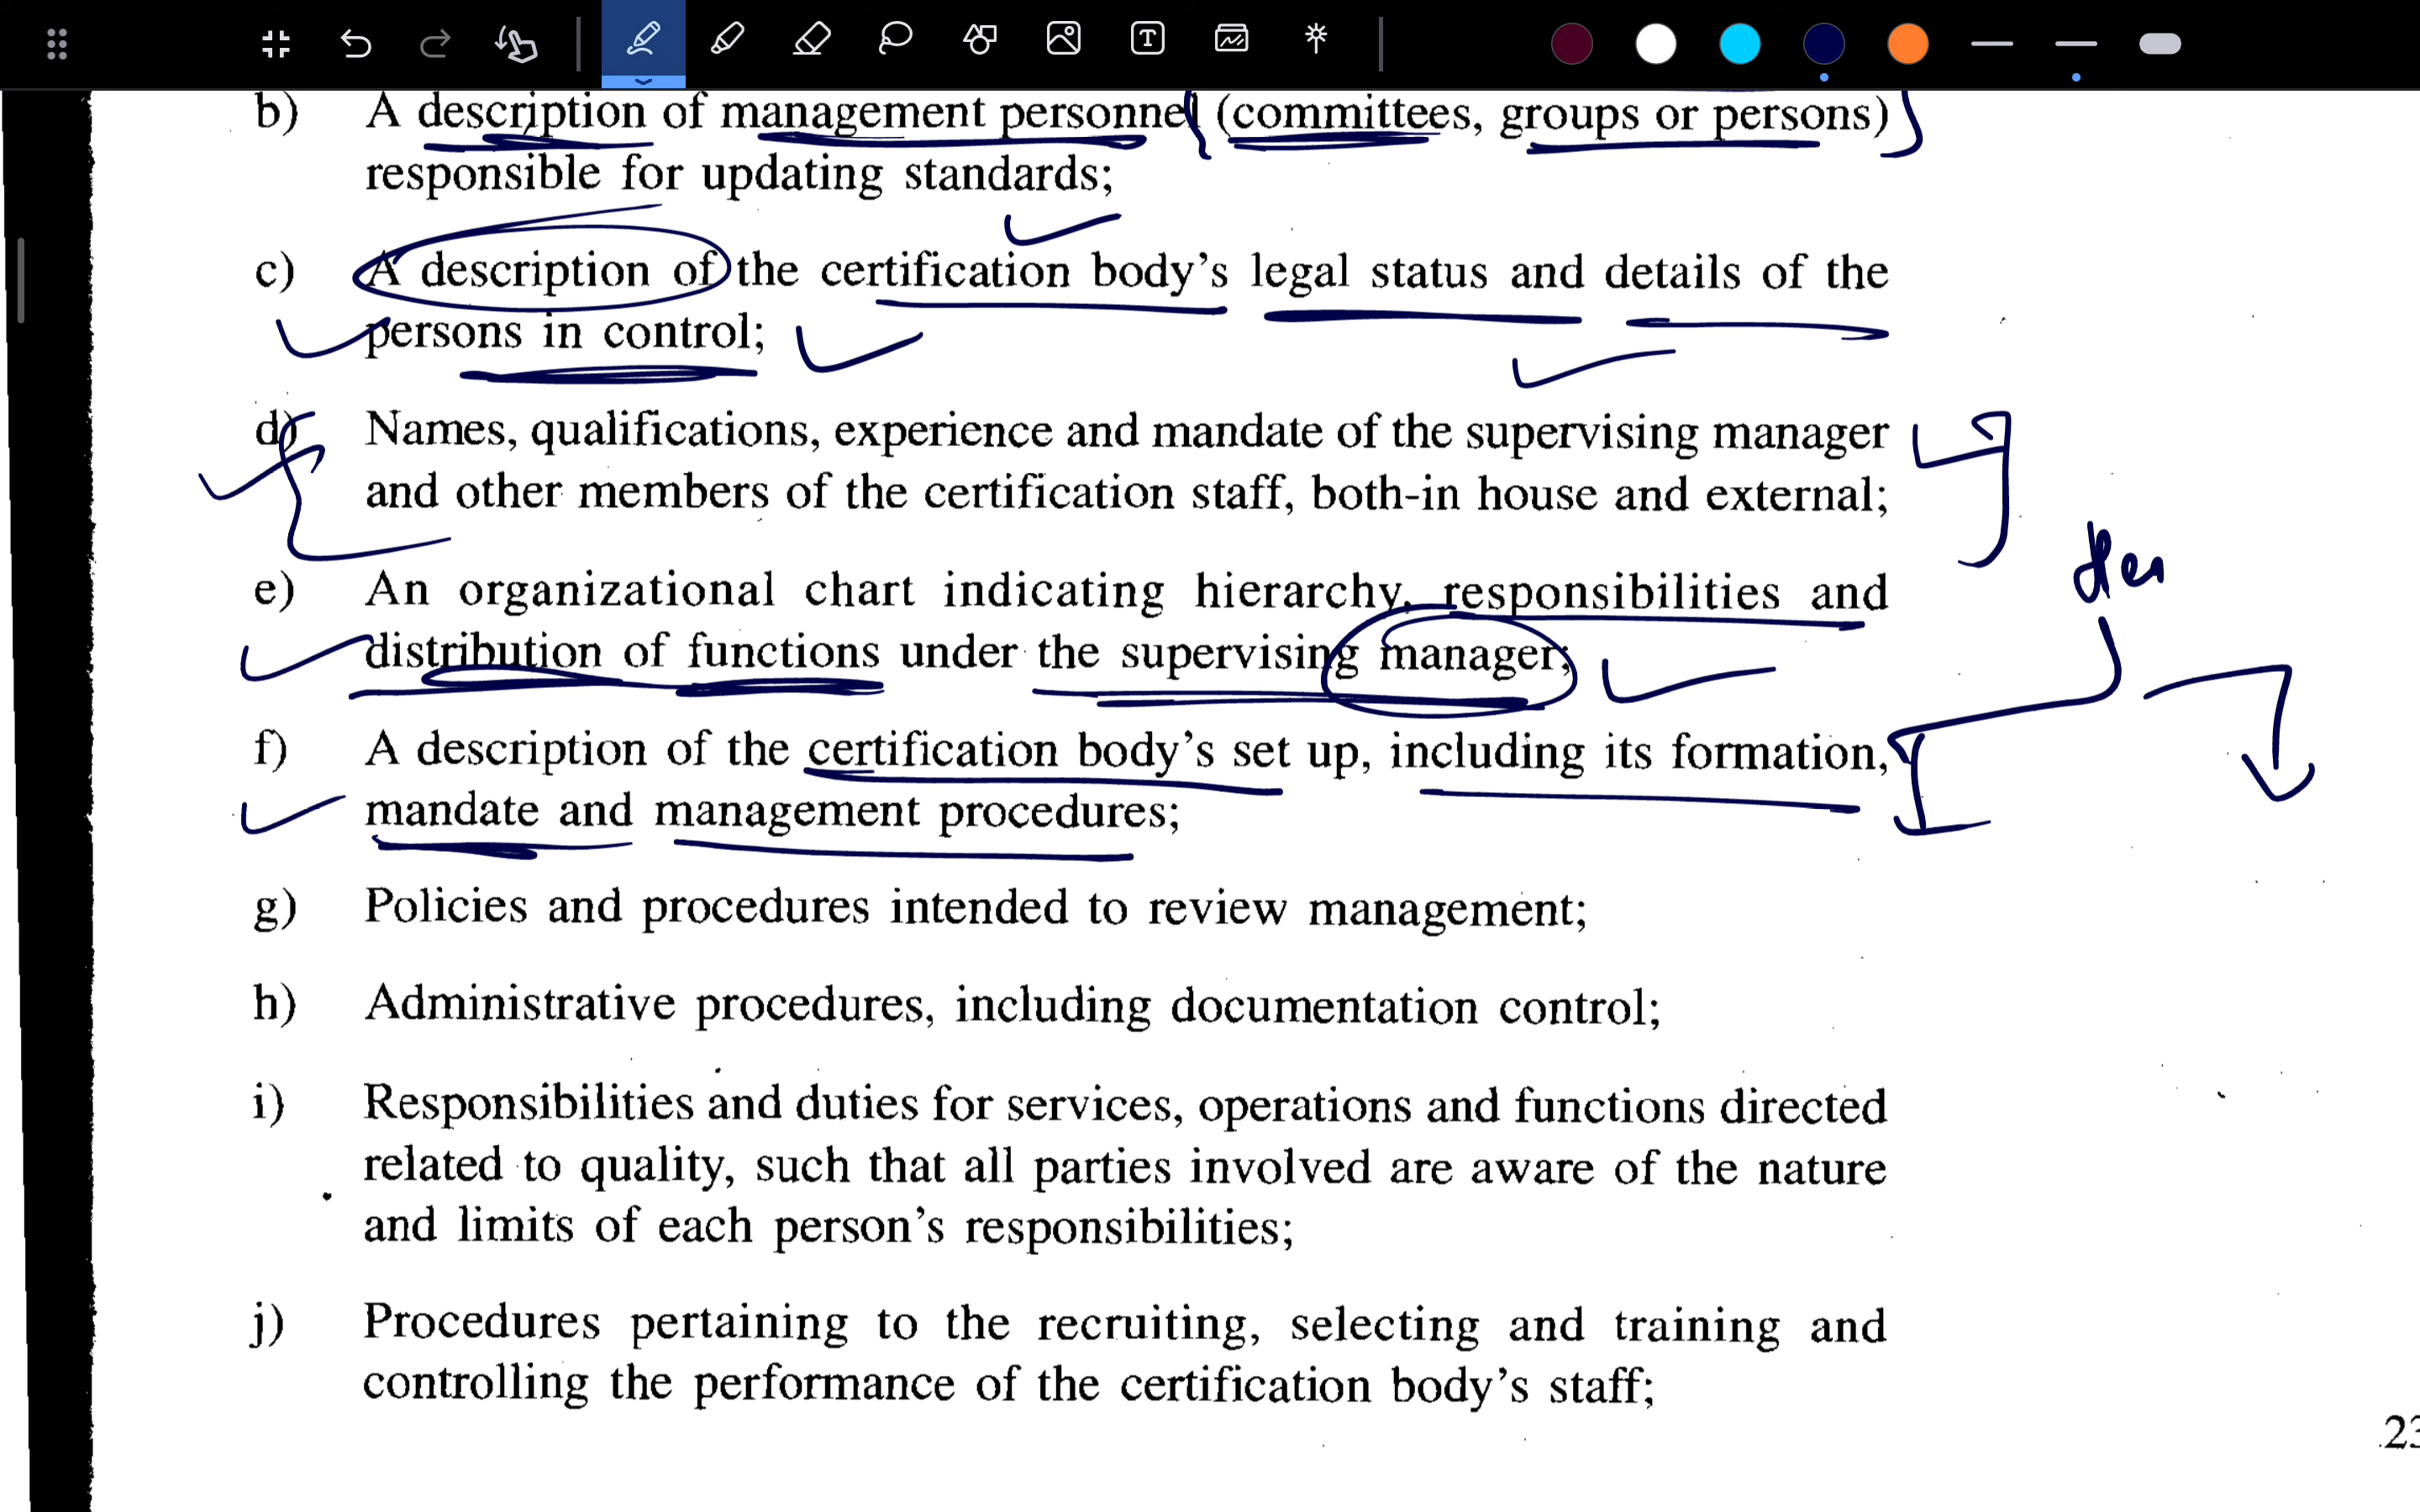 b) A description of management personnel (committees, groups or persons)
responsible for updating standards;
c) A description of the certification body's legal status and details of the
persons in control;
d) Names, qualifications, experience and mandate of the supervising manager
and other members of the certification staff, both-in house and external;
e) An organizational chart indicating hierarchy, responsibilities and
distribution of functions under the supervising manager;
f) A description of the certification body's set up, including its formation,
mandate and management procedures;
g) Policies and procedures intended to review management;
h) Administrative procedures, including documentation control;
i) Responsibilities and duties for services, operations and functions directed
related to quality, such that all parties involved are aware of the nature
and limits of each person's responsibilities;
j) Procedures pertaining to the recruiting, selecting and training and
controlling the performance of the certification body's staff;